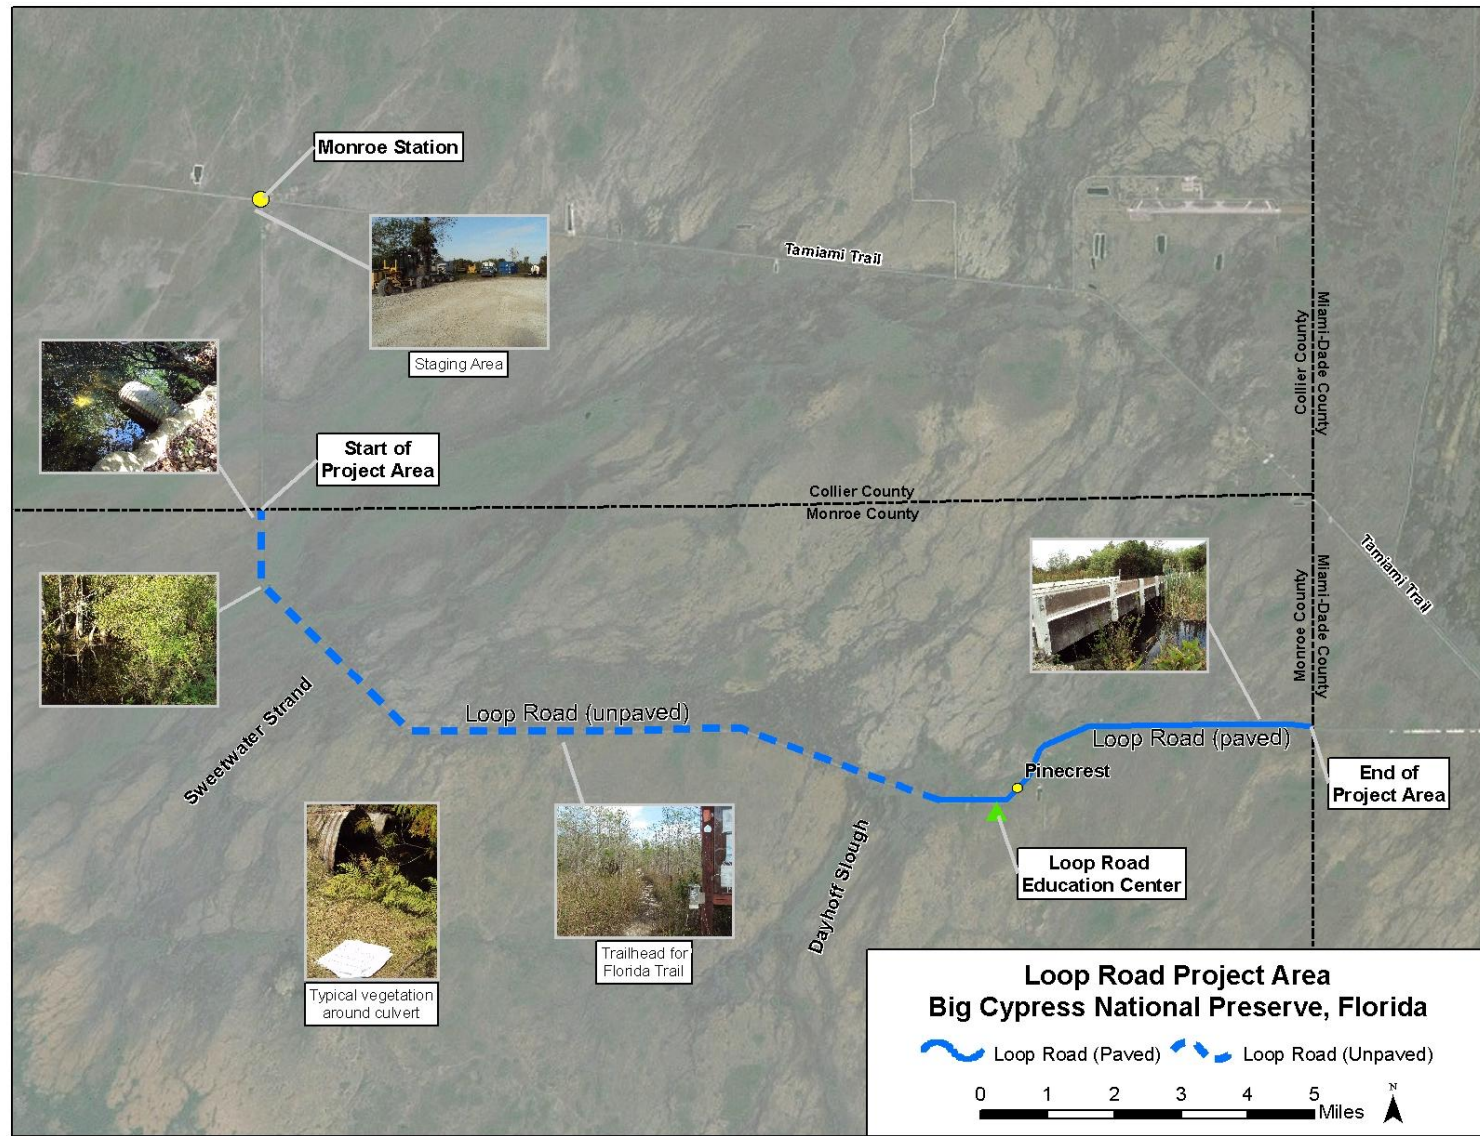 Monroe Station
Staging Area
Tamiami Trail
Collier County
Miami-Dade County
Start of
Project Area
Collier County
Monroe County
Tamiami Trail
Monroe County
Miami-Dade County
Sweetwater Strand
Loop Road (unpaved)
Loop Road (paved)
Pinecrest
End of
Project Area
Loop Road
Education Center
Dayhoff Slough
Trailhead for
Florida Trail
Typical vegetation
around culvert
Loop Road Project Area
Big Cypress National Preserve, Florida
Loop Road (Paved)
Loop Road (Unpaved)
0 1 2 3 4 5
Miles
N